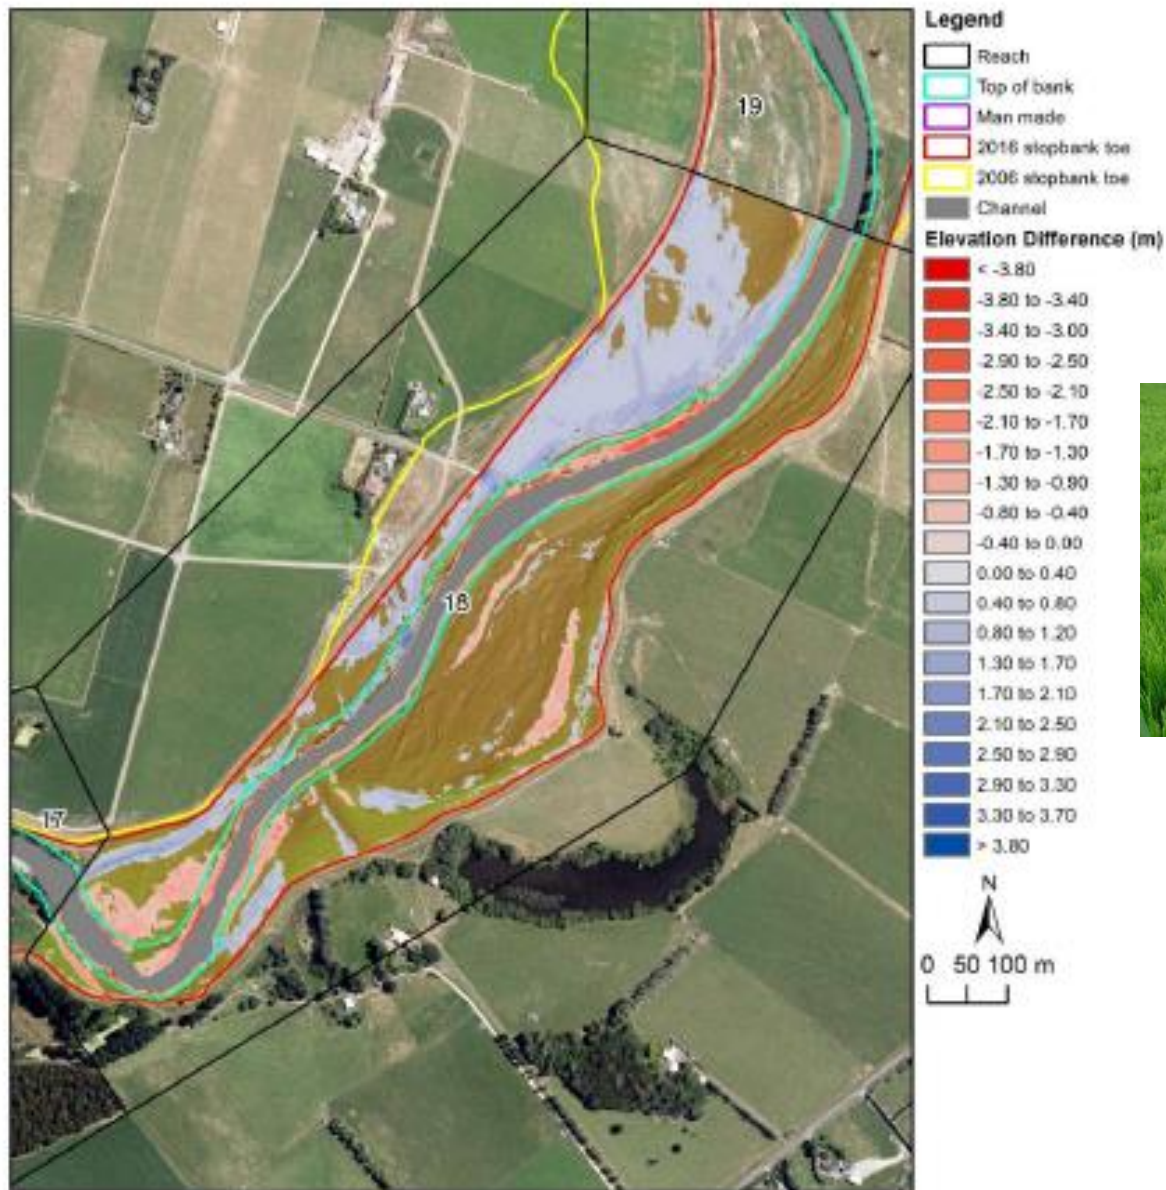 Legend
Reach
Top of bank
Man made
2016 stopbank toe
2006 stopbank toe
Channel
Elevation Difference (m)
< -3.80
-3.80 to -3.40
-3.40 to -3.00
-2.90 to -2.50
-2.50 to -2.10
-2.10 to -1.70
-1.70 to -1.30
-1.30 to -0.90
-0.80 to -0.40
-0.40 to 0.00
0.00 to 0.40
0.40 to 0.80
0.80 to 1.20
1.30 to 1.70
1.70 to 2.10
2.10 to 2.50
2.50 to 2.90
2.90 to 3.30
3.30 to 3.70
> 3.80
N
0 50 100 m
19
18
17